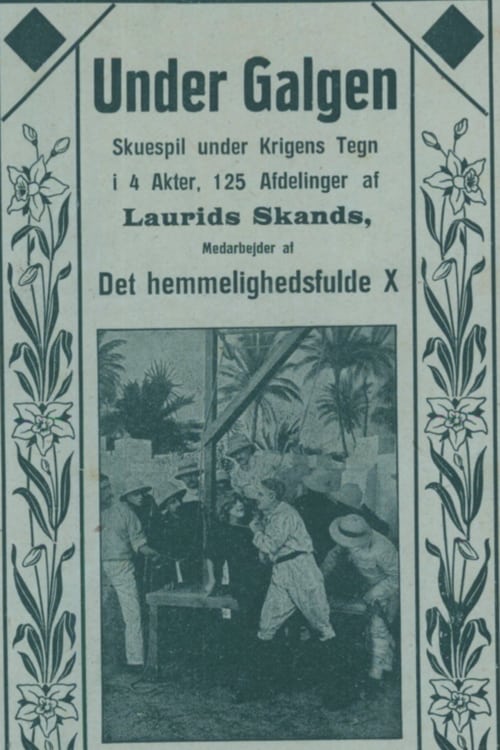 Under Galgen
Skuespil under Krigens Tegn
i 4 Akter, 125 Afdelinger af
Laurids Skands,
Medarbejder af
Det hemmelighedsfulde X